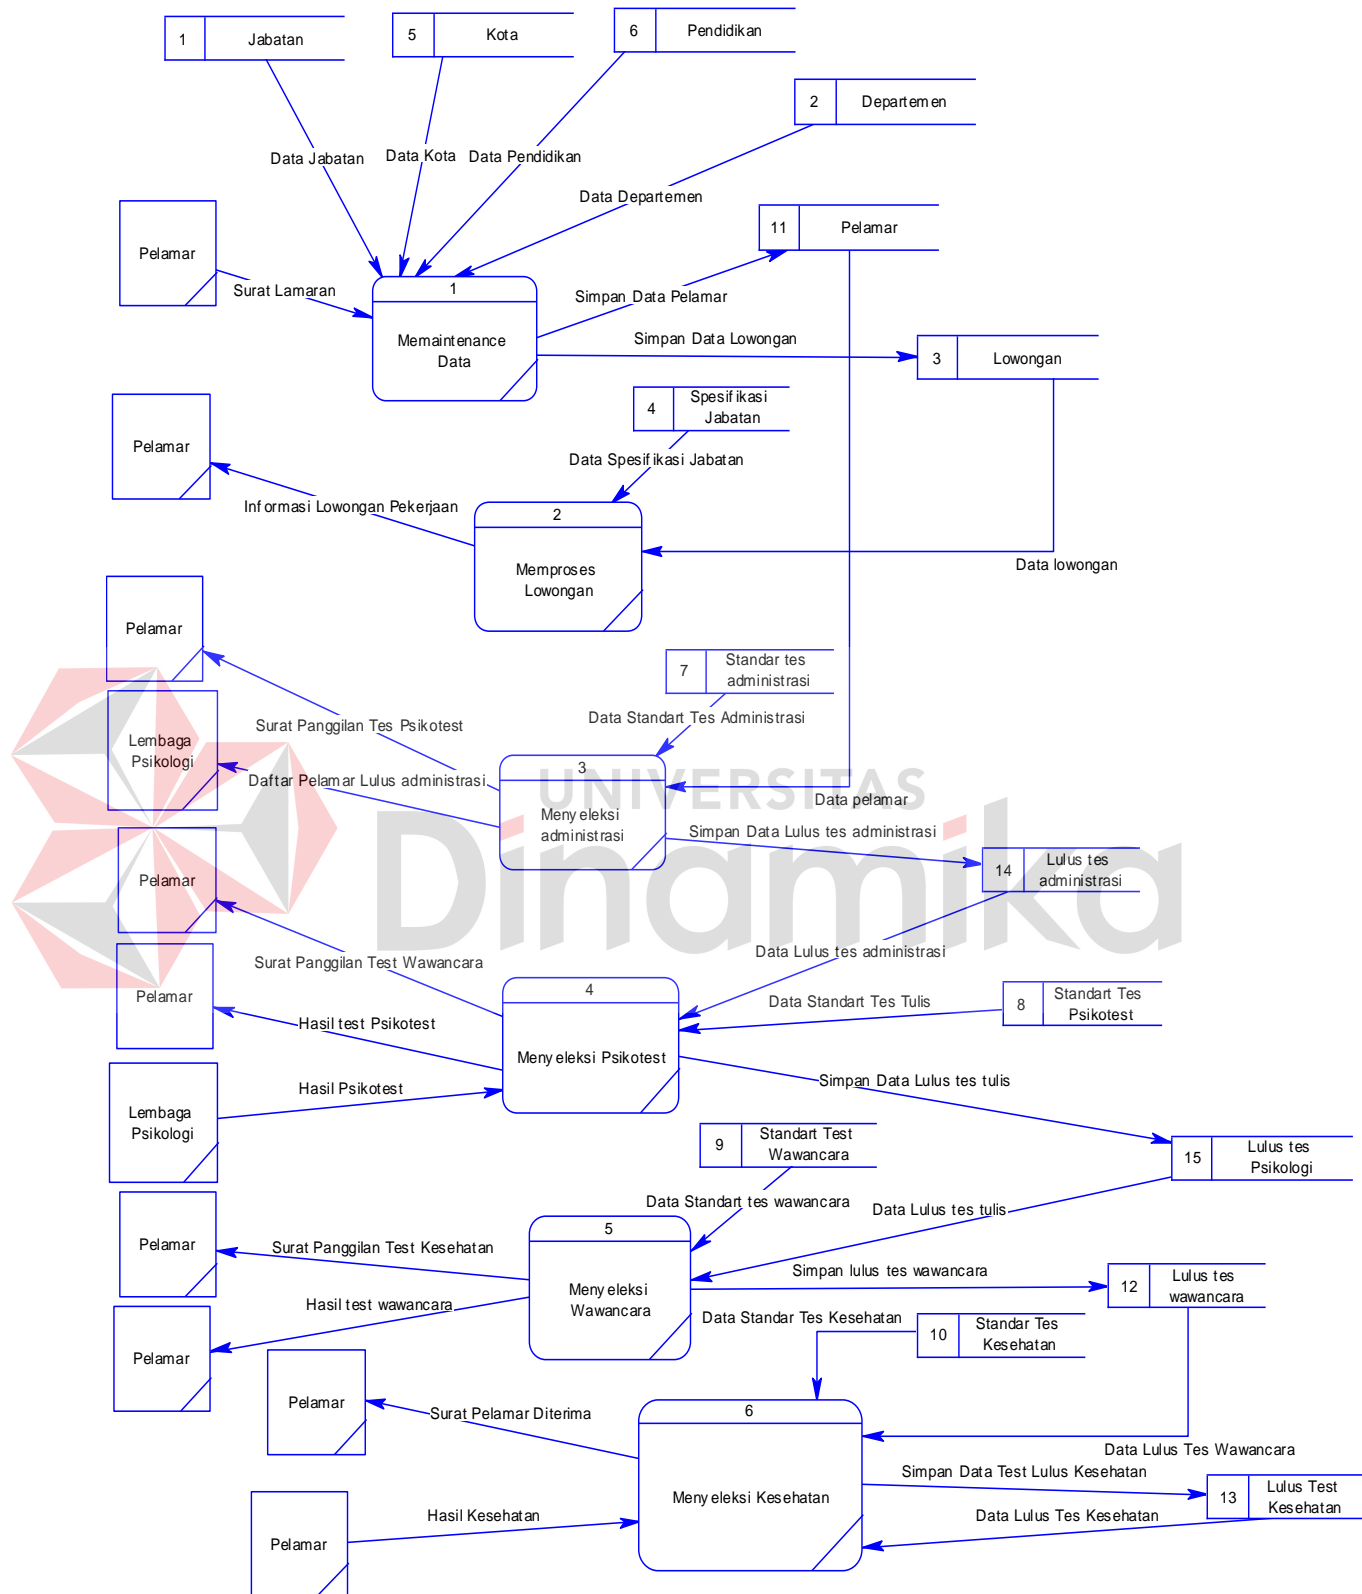 1
Jabatan
5
Kota
6
Pendidikan
2
Departemen
Data Jabatan
Data Kota
Data Pendidikan
Data Departemen
11
Pelamar
Pelamar
Surat Lamaran
1
Memaintenance
Data
Simpan Data Pelamar
Simpan Data Lowongan
3
Lowongan
4
Spesifikasi
Jabatan
Pelamar
Data Spesifikasi Jabatan
Informasi Lowongan Pekerjaan
2
Memproses
Lowongan
Data lowongan
Pelamar
7
Standar tes
administrasi
Surat Panggilan Tes Psikotest
Data Standart Tes Administrasi
Lembaga
Psikologi
Daftar Pelamar Lulus administrasi
3
Menyeleksi
administrasi
UNIVERSITAS
Dinamika
Data pelamar
Simpan Data Lulus tes administrasi
14
Lulus tes
administrasi
Pelamar
Surat Panggilan Test Wawancara
Data Lulus tes administrasi
Pelamar
4
Menyeleksi Psikotest
Data Standart Tes Tulis
8
Standart Tes
Psikotest
Hasil test Psikotest
Hasil Psikotest
Lembaga
Psikologi
Simpan Data Lulus tes tulis
9
Standart Test
Wawancara
15
Lulus tes
Psikologi
Data Standart tes wawancara
Data Lulus tes tulis
Pelamar
Surat Panggilan Test Kesehatan
5
Menyeleksi
Wawancara
Simpan lulus tes wawancara
12
Lulus tes
wawancara
Hasil test wawancara
Data Standar Tes Kesehatan
10
Standar Tes
Kesehatan
Pelamar
Pelamar
Surat Pelamar Diterima
6
Menyeleksi Kesehatan
Data Lulus Tes Wawancara
Simpan Data Test Lulus Kesehatan
13
Lulus Test
Kesehatan
Hasil Kesehatan
Data Lulus Tes Kesehatan
Pelamar